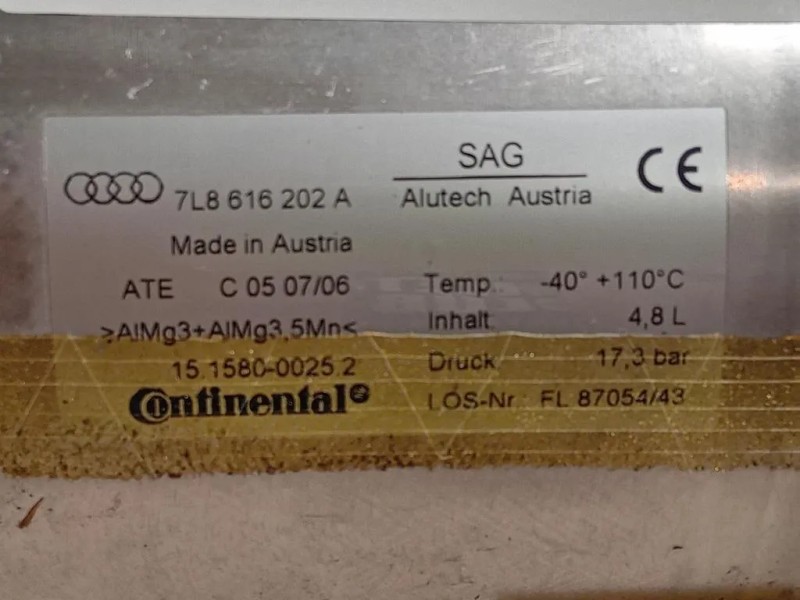 SAG
Alutech Austria
CE
7L8 616 202 A
Made in Austria
ATE C 05 07/06
>AlMg3+AlMg3,5Mn<
15.1580-0025.2
Continental
Temp.: -40° +110°C
Inhalt 4,8 L
Druck 17,3 bar
LOS-Nr FL 87054/43